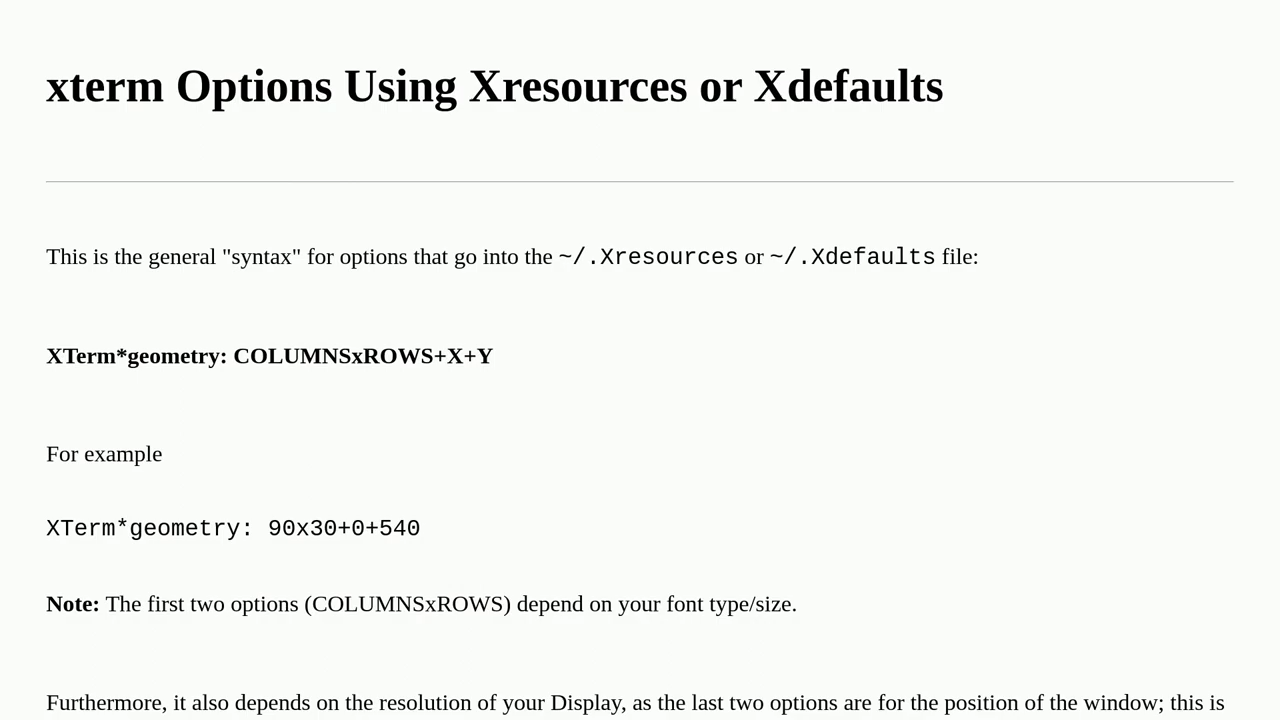 xterm Options Using Xresources or Xdefaults
This is the general "syntax" for options that go into the ~/.Xresources or ~/.Xdefaults file:
XTerm*geometry: COLUMNSxROWS+X+Y
For example
XTerm*geometry: 90x30+0+540
Note: The first two options (COLUMNSxROWS) depend on your font type/size.
Furthermore, it also depends on the resolution of your Display, as the last two options are for the position of the window; this is